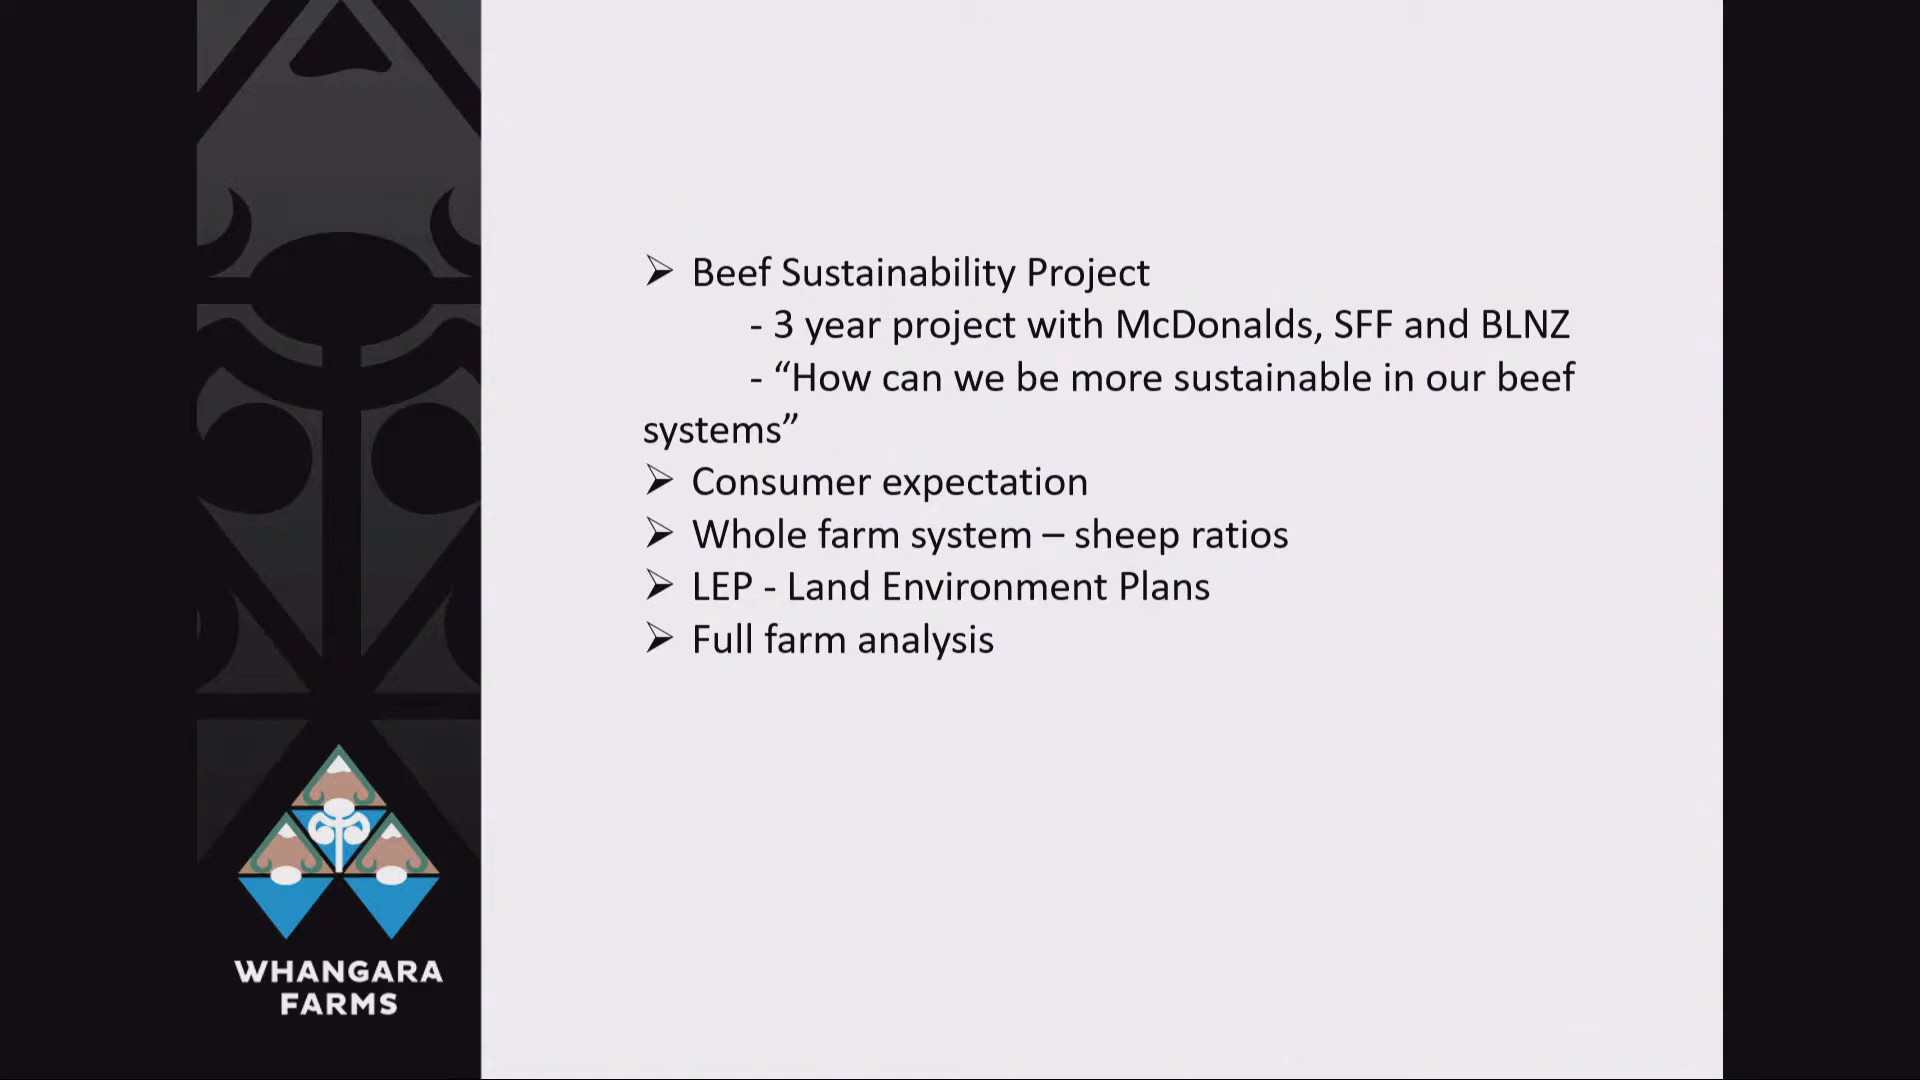 ➢ Beef Sustainability Project
- 3 year project with McDonalds, SFF and BLNZ
- “How can we be more sustainable in our beef
systems”
➢ Consumer expectation
➢ Whole farm system – sheep ratios
➢ LEP - Land Environment Plans
➢ Full farm analysis
WHANGARA
FARMS